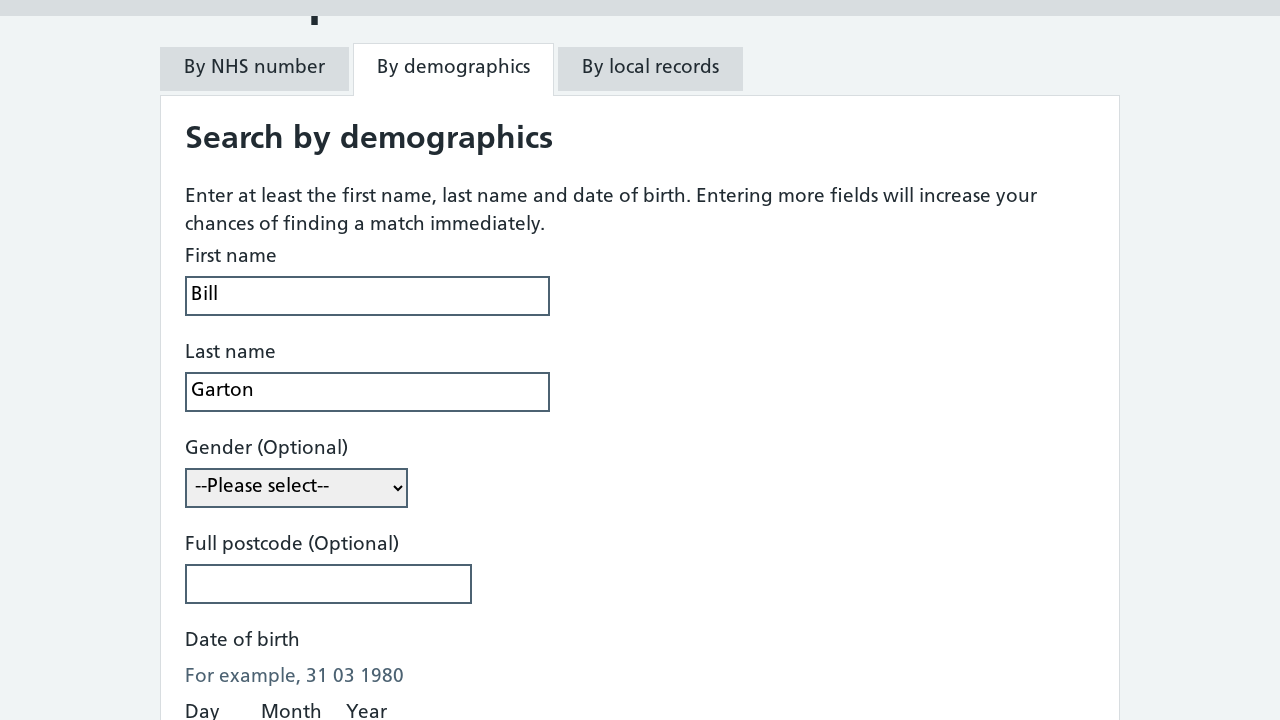 By NHS number
By demographics
By local records
Search by demographics
Enter at least the first name, last name and date of birth. Entering more fields will increase your
chances of finding a match immediately.
First name
Bill
Last name
Garton
Gender (Optional)
--Please select--
Full postcode (Optional)
Date of birth
For example, 31 03 1980
Day Month Year